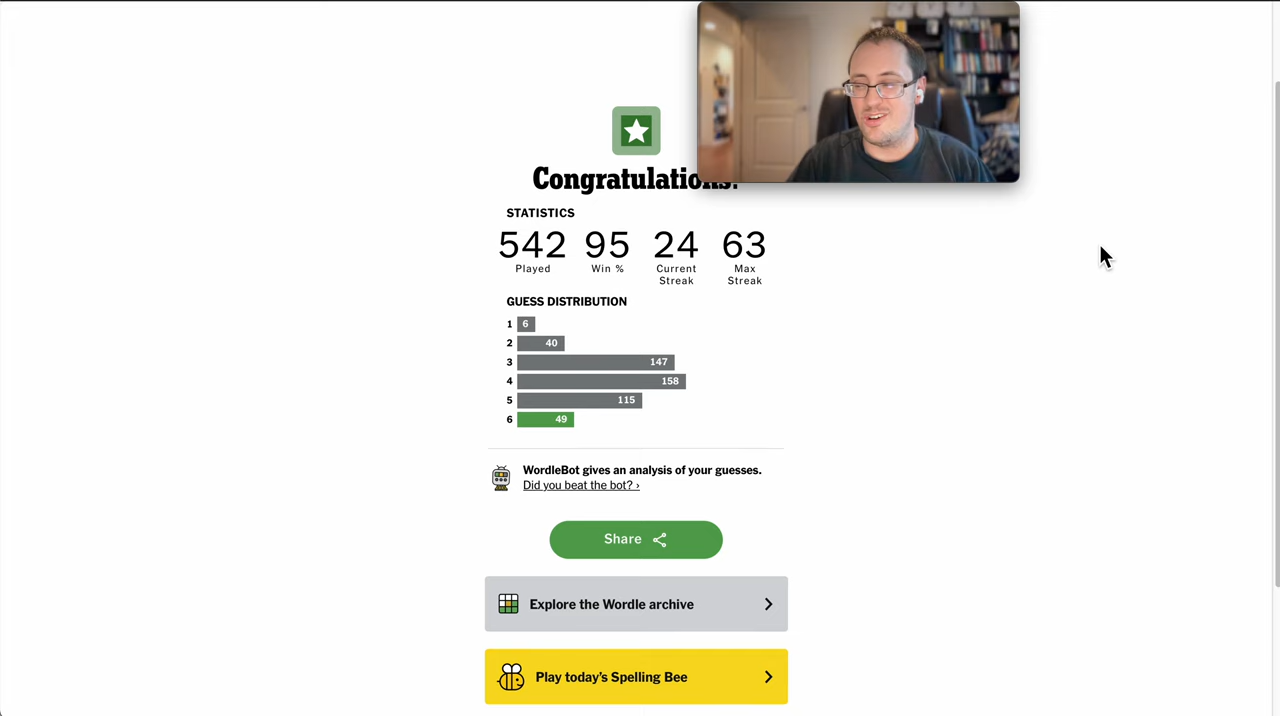 Congratulations!
STATISTICS
542 95 24 63
Played Win % Current Streak Max Streak
GUESS DISTRIBUTION
1 6
2 40
3 147
4 158
5 115
6 49
WordleBot gives an analysis of your guesses.
Did you beat the bot? ›
Share
Explore the Wordle archive
Play today's Spelling Bee